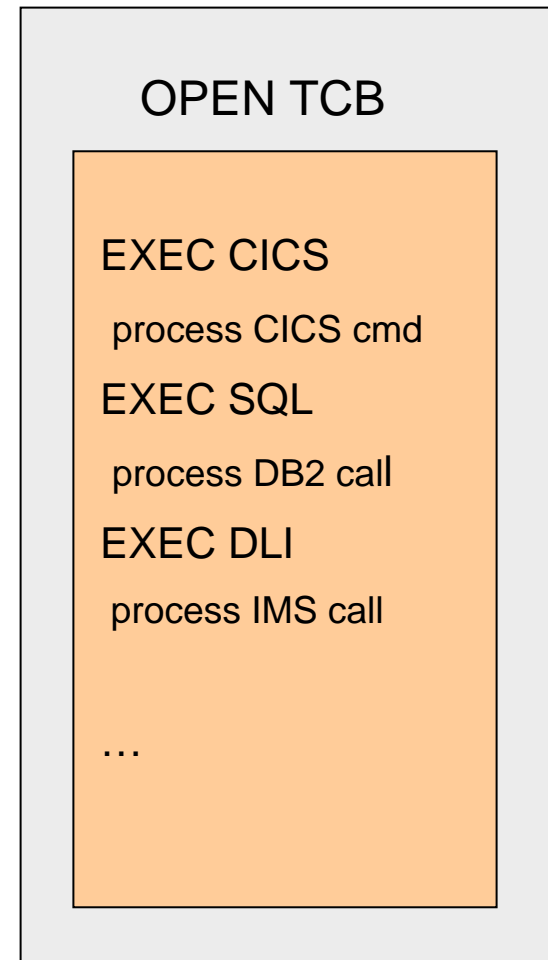 OPEN TCB
EXEC CICS
process CICS cmd
EXEC SQL
process DB2 call
EXEC DLI
process IMS call
…